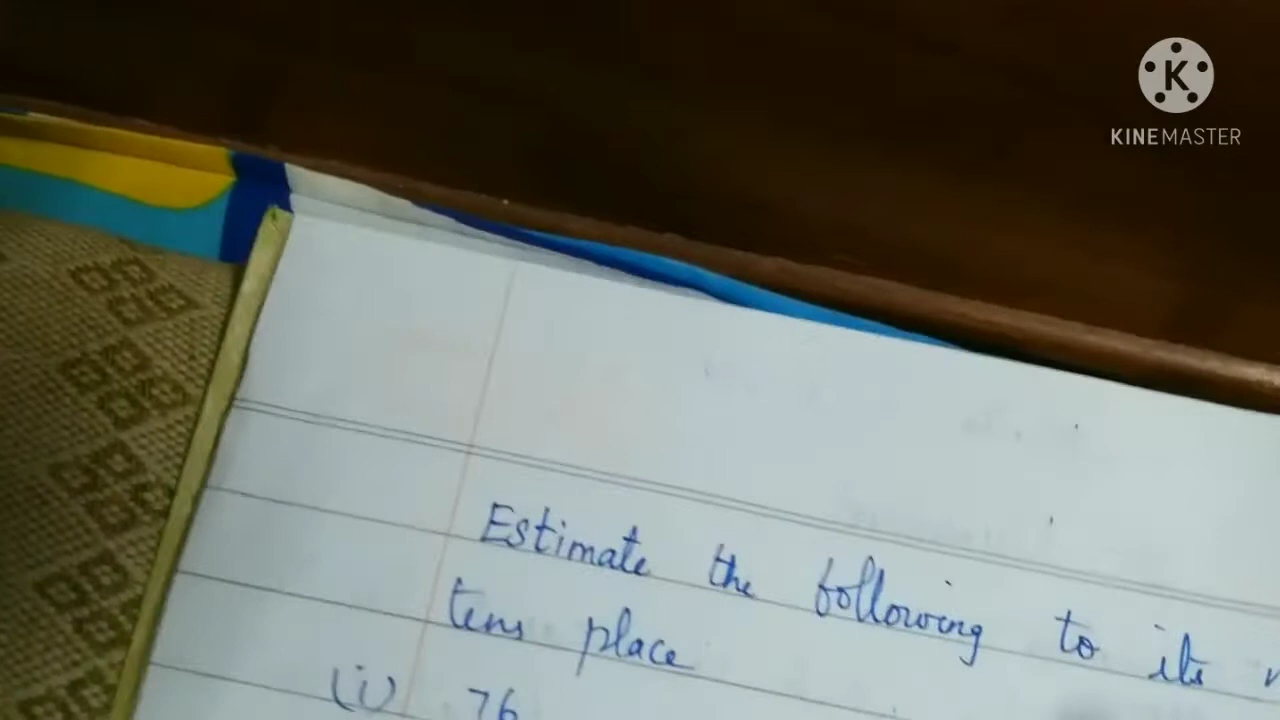 K
KINEMASTER
Estimate the following to its
tens place
(i) 76